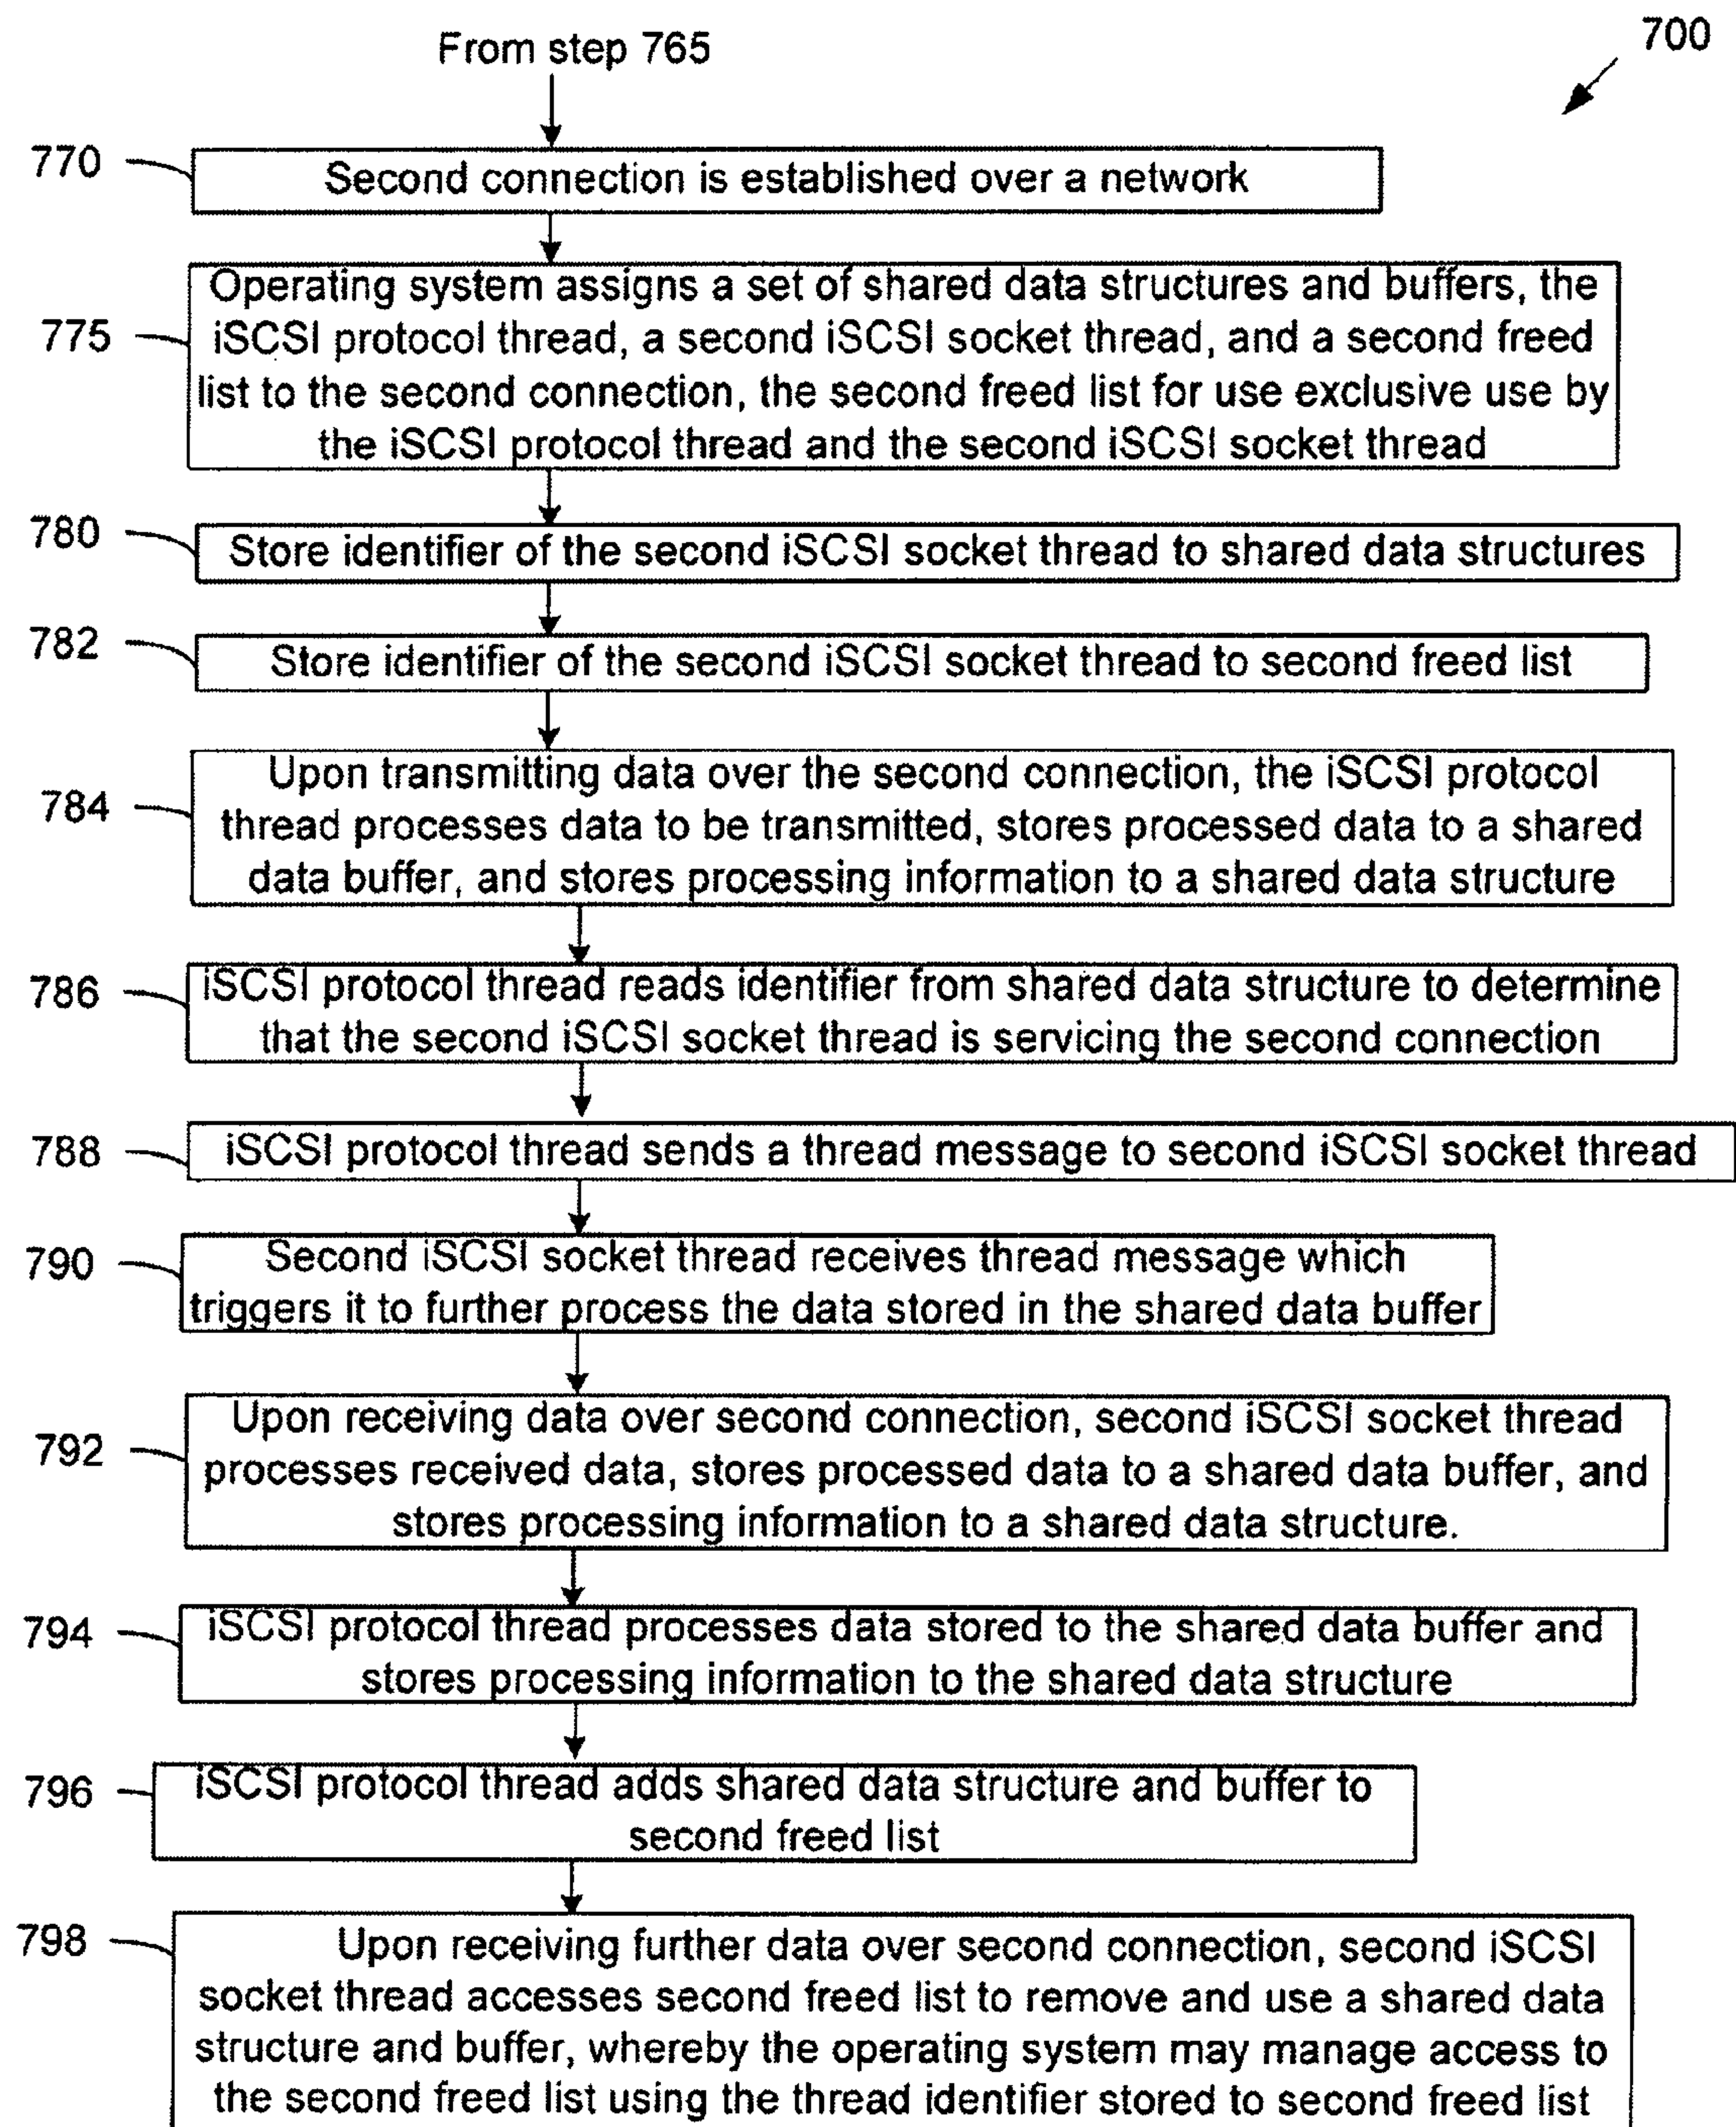 From step 765
700
770
Second connection is established over a network
775
Operating system assigns a set of shared data structures and buffers, the
iSCSI protocol thread, a second iSCSI socket thread, and a second freed
list to the second connection, the second freed list for use exclusive use by
the iSCSI protocol thread and the second iSCSI socket thread
780
Store identifier of the second iSCSI socket thread to shared data structures
782
Store identifier of the second iSCSI socket thread to second freed list
784
Upon transmitting data over the second connection, the iSCSI protocol
thread processes data to be transmitted, stores processed data to a shared
data buffer, and stores processing information to a shared data structure
786
iSCSI protocol thread reads identifier from shared data structure to determine
that the second iSCSI socket thread is servicing the second connection
788
iSCSI protocol thread sends a thread message to second iSCSI socket thread
790
Second iSCSI socket thread receives thread message which
triggers it to further process the data stored in the shared data buffer
792
Upon receiving data over second connection, second iSCSI socket thread
processes received data, stores processed data to a shared data buffer, and
stores processing information to a shared data structure.
794
iSCSI protocol thread processes data stored to the shared data buffer and
stores processing information to the shared data structure
796
iSCSI protocol thread adds shared data structure and buffer to
second freed list
798
Upon receiving further data over second connection, second iSCSI
socket thread accesses second freed list to remove and use a shared data
structure and buffer, whereby the operating system may manage access to
the second freed list using the thread identifier stored to second freed list